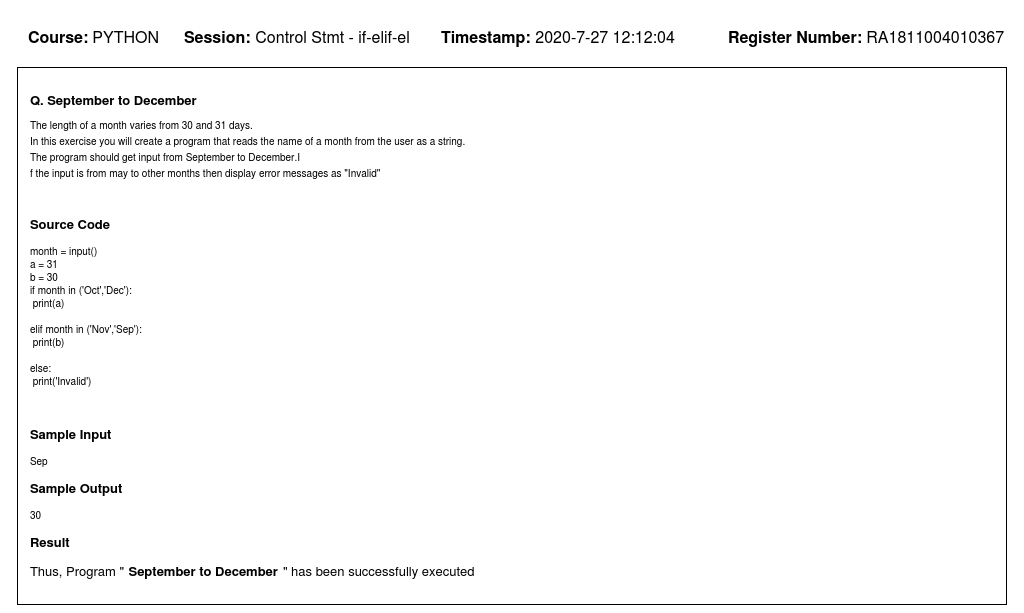 Course: PYTHON Session: Control Stmt - if-elif-el Timestamp: 2020-7-27 12:12:04 Register Number: RA1811004010367
Q. September to December
The length of a month varies from 30 and 31 days.
In this exercise you will create a program that reads the name of a month from the user as a string.
The program should get input from September to December.I
f the input is from may to other months then display error messages as "Invalid"
Source Code
month = input()
a = 31
b = 30
if month in ('Oct','Dec'):
 print(a)
elif month in ('Nov','Sep'):
 print(b)
else:
 print('Invalid')
Sample Input
Sep
Sample Output
30
Result
Thus, Program " September to December " has been successfully executed